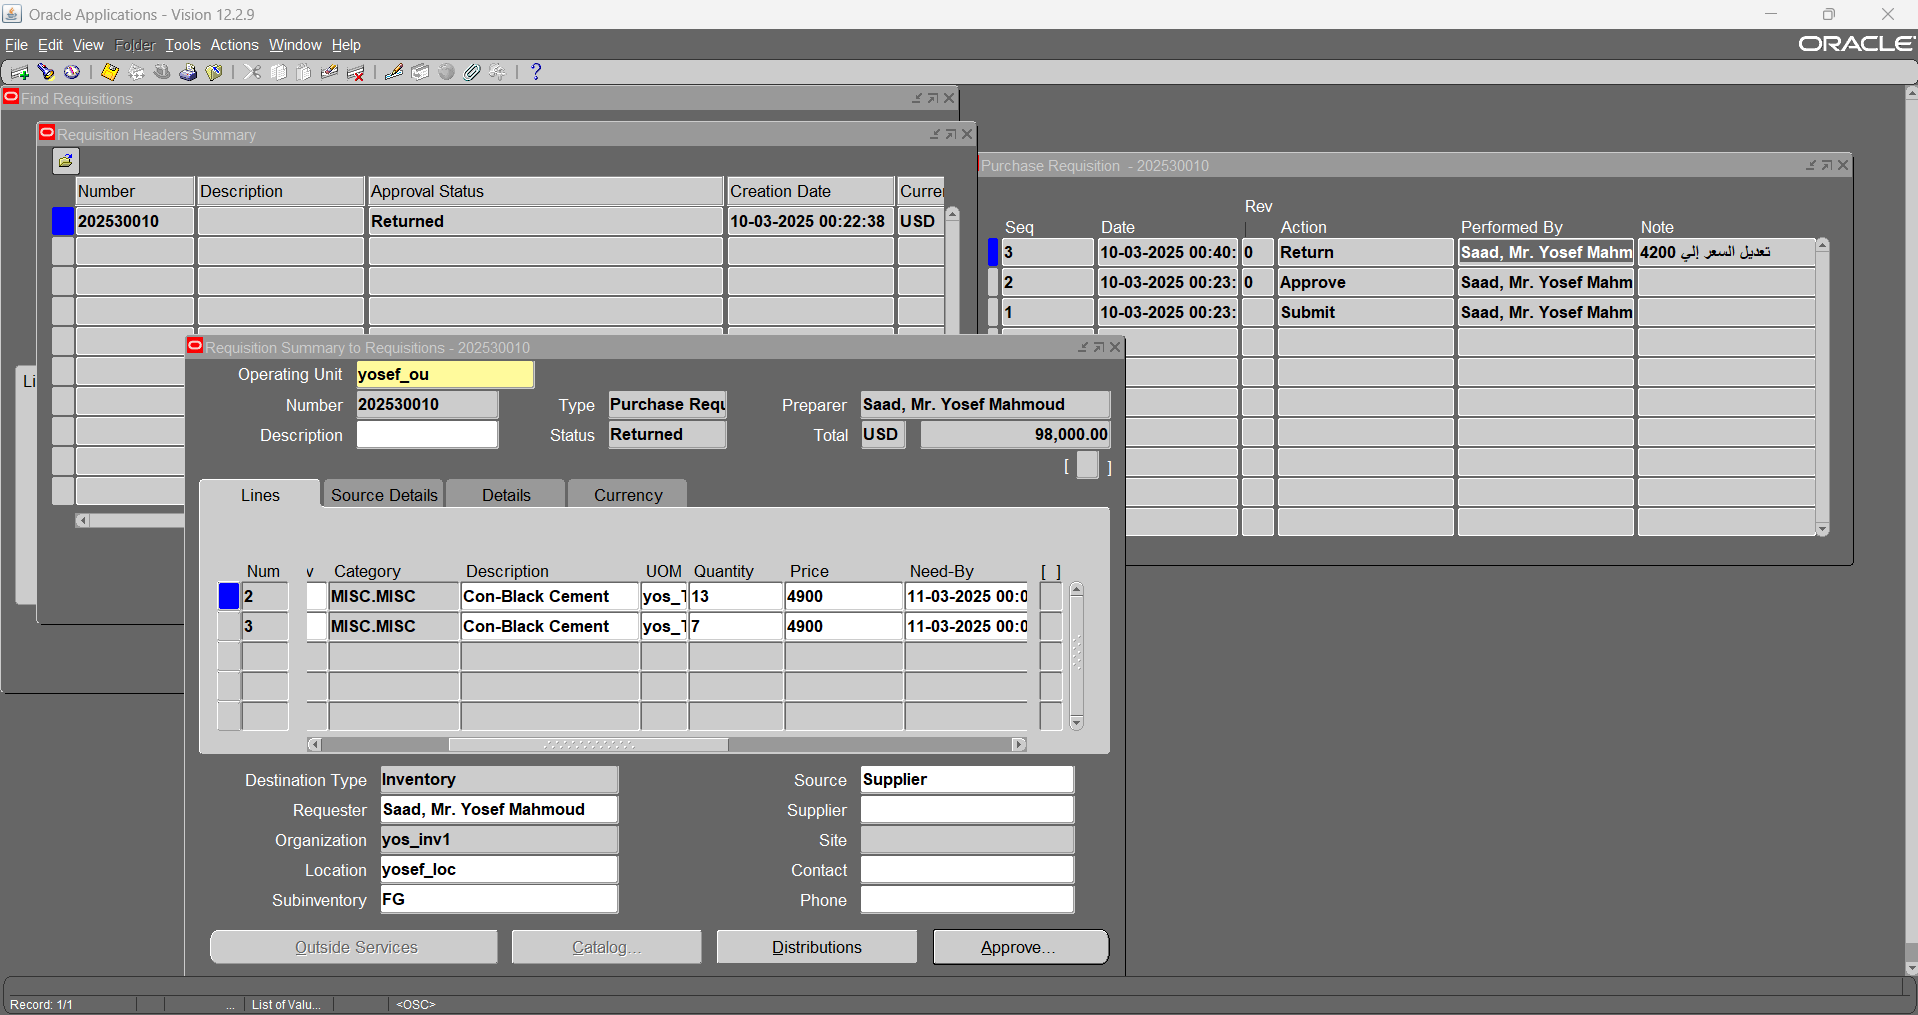 Oracle Applications - Vision 12.2.9
File Edit View Folder Tools Actions Window Help
ORACLE
Find Requisitions
Requisition Headers Summary
Number Description Approval Status Creation Date Curre
202530010 Returned 10-03-2025 00:22:38 USD
Li
Purchase Requisition - 202530010
Rev
Seq Date Action Performed By Note
3 10-03-2025 00:40: 0 Return Saad, Mr. Yosef Mahm تعديل السعر إلي 4200
2 10-03-2025 00:23: 0 Approve Saad, Mr. Yosef Mahm
1 10-03-2025 00:23: Submit Saad, Mr. Yosef Mahm
Requisition Summary to Requisitions - 202530010
Operating Unit yosef_ou
Number 202530010 Type Purchase Requ Preparer Saad, Mr. Yosef Mahmoud
Description Status Returned Total USD 98,000.00
[ ]
Lines Source Details Details Currency
Num v Category Description UOM Quantity Price Need-By [ ]
2 MISC.MISC Con-Black Cement yos_T 13 4900 11-03-2025 00:0
3 MISC.MISC Con-Black Cement yos_T 7 4900 11-03-2025 00:0
Destination Type Inventory Source Supplier
Requester Saad, Mr. Yosef Mahmoud Supplier
Organization yos_inv1 Site
Location yosef_loc Contact
Subinventory FG Phone
Outside Services Catalog... Distributions Approve...
Record: 1/1 ... List of Valu... <OSC>